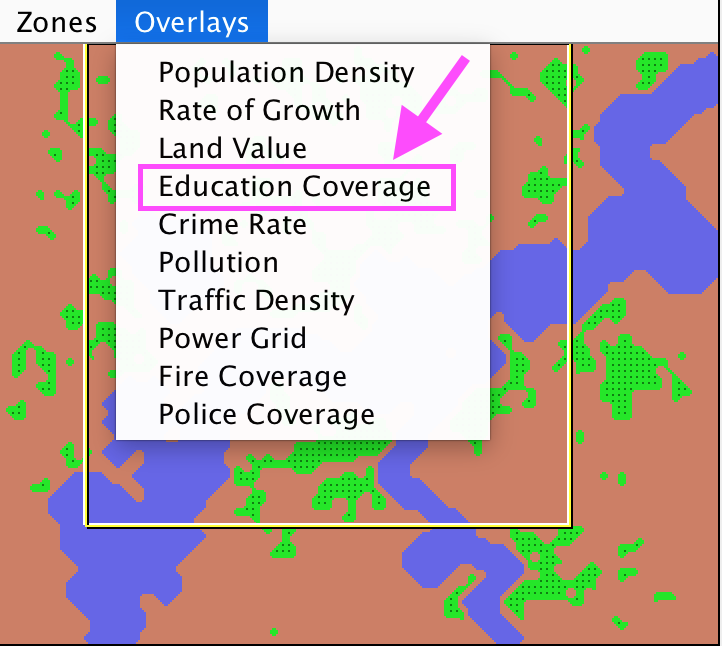 Zones Overlays
Population Density
Rate of Growth
Land Value
Education Coverage
Crime Rate
Pollution
Traffic Density
Power Grid
Fire Coverage
Police Coverage